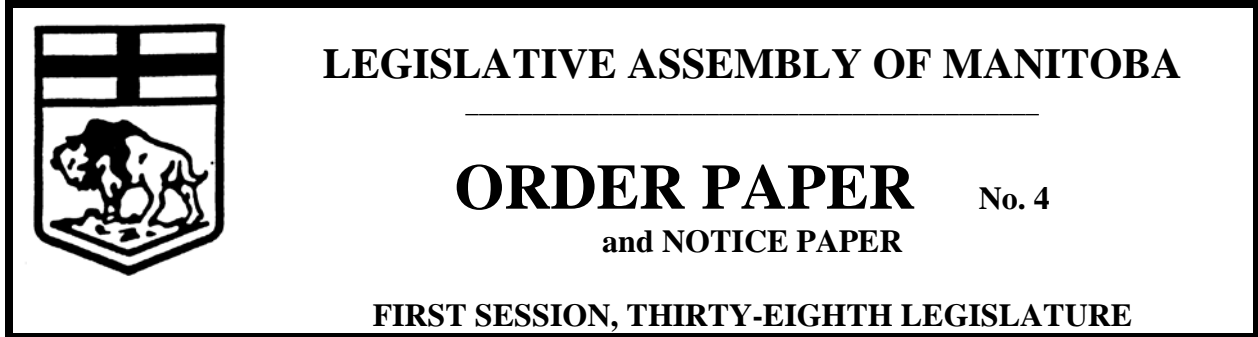 LEGISLATIVE ASSEMBLY OF MANITOBA
ORDER PAPER No. 4
and NOTICE PAPER
FIRST SESSION, THIRTY-EIGHTH LEGISLATURE